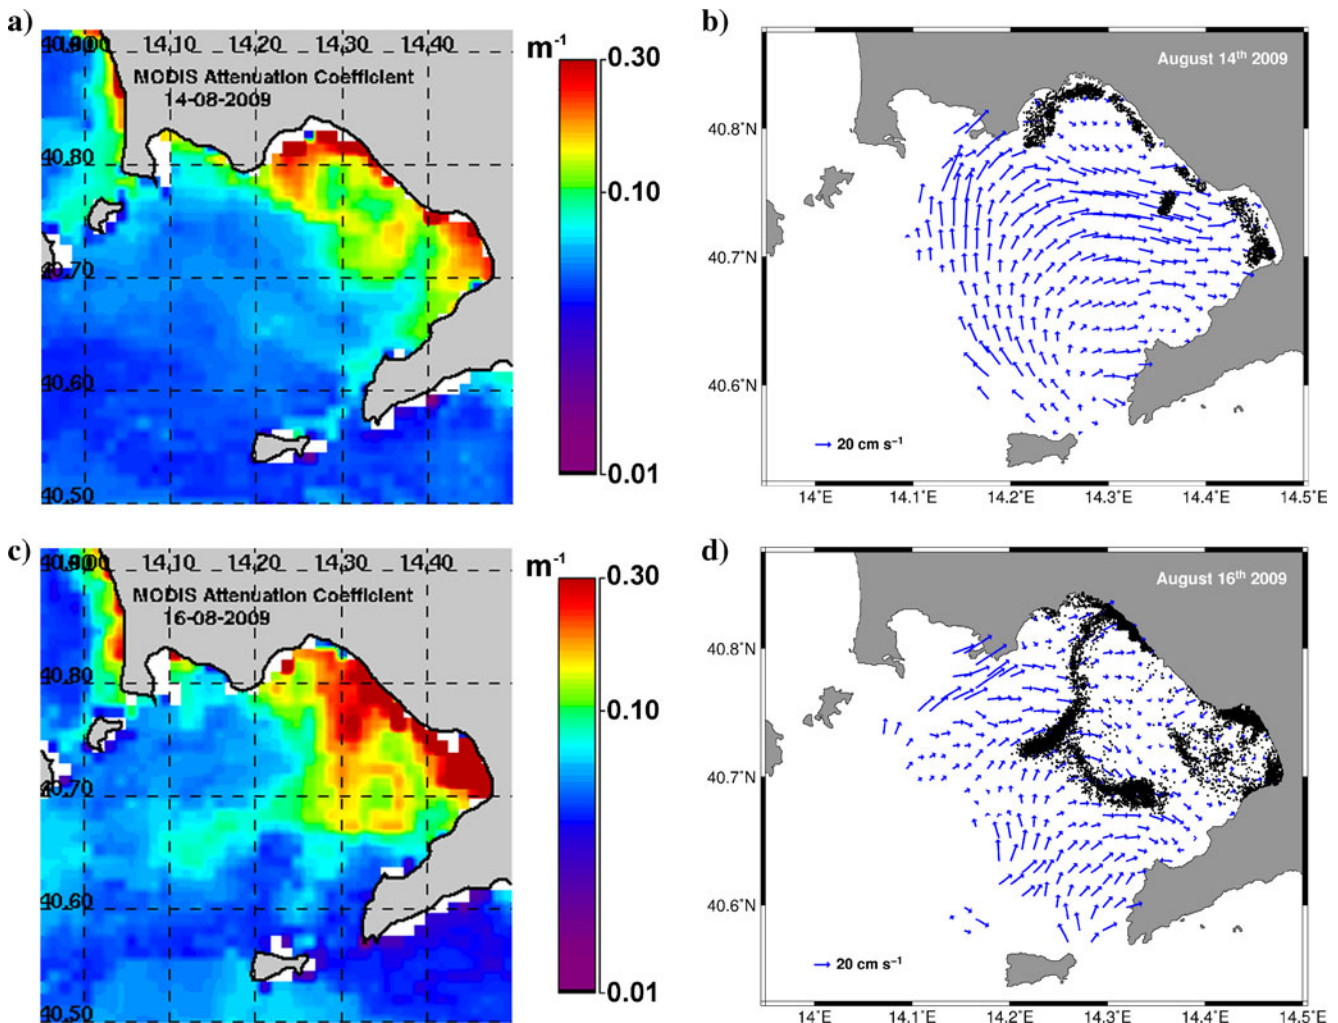 a)
14,10 14,20 14,30 14,40
MODIS Attenuation Coefficient
14-08-2009
40.80
40.70
40.60
40.50
m-1
0.30
0.10
0.01
b)
August 14th 2009
40.8˚N
40.7˚N
40.6˚N
20 cm s−1
14˚E 14.1˚E 14.2˚E 14.3˚E 14.4˚E 14.5˚E
c)
14,10 14,20 14,30 14,40
MODIS Attenuation Coefficient
16-08-2009
40.80
40.70
40.60
40.50
m-1
0.30
0.10
0.01
d)
August 16th 2009
40.8˚N
40.7˚N
40.6˚N
20 cm s−1
14˚E 14.1˚E 14.2˚E 14.3˚E 14.4˚E 14.5˚E